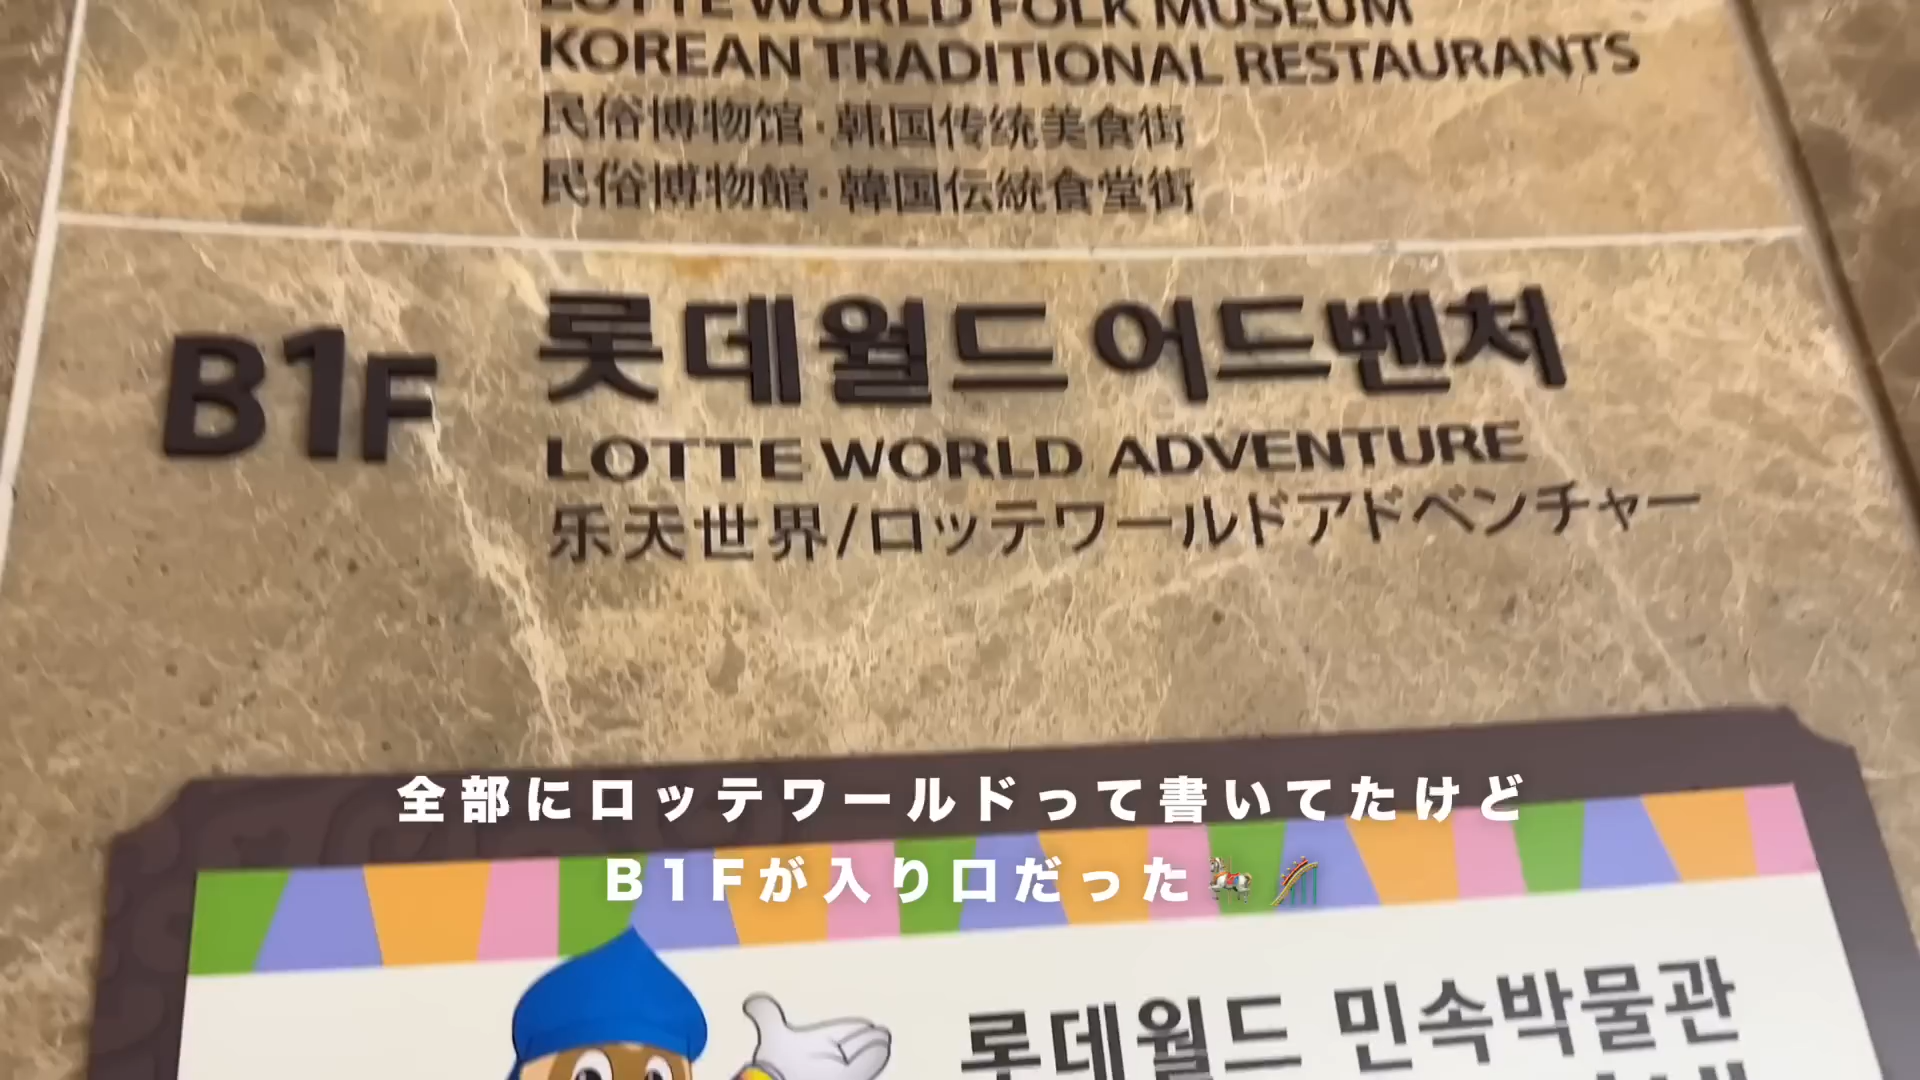 LOTTE WORLD FOLK MUSEUM
KOREAN TRADITIONAL RESTAURANTS
民俗博物馆·韩国传统美食街
民俗博物館·韓国伝統食堂街
B1F
롯데월드 어드벤처
LOTTE WORLD ADVENTURE
乐天世界/ロッテワールドアドベンチャー
全部にロッテワールドって書いてたけど
B1Fが入り口だった🎠🎢
롯데월드 민속박물관